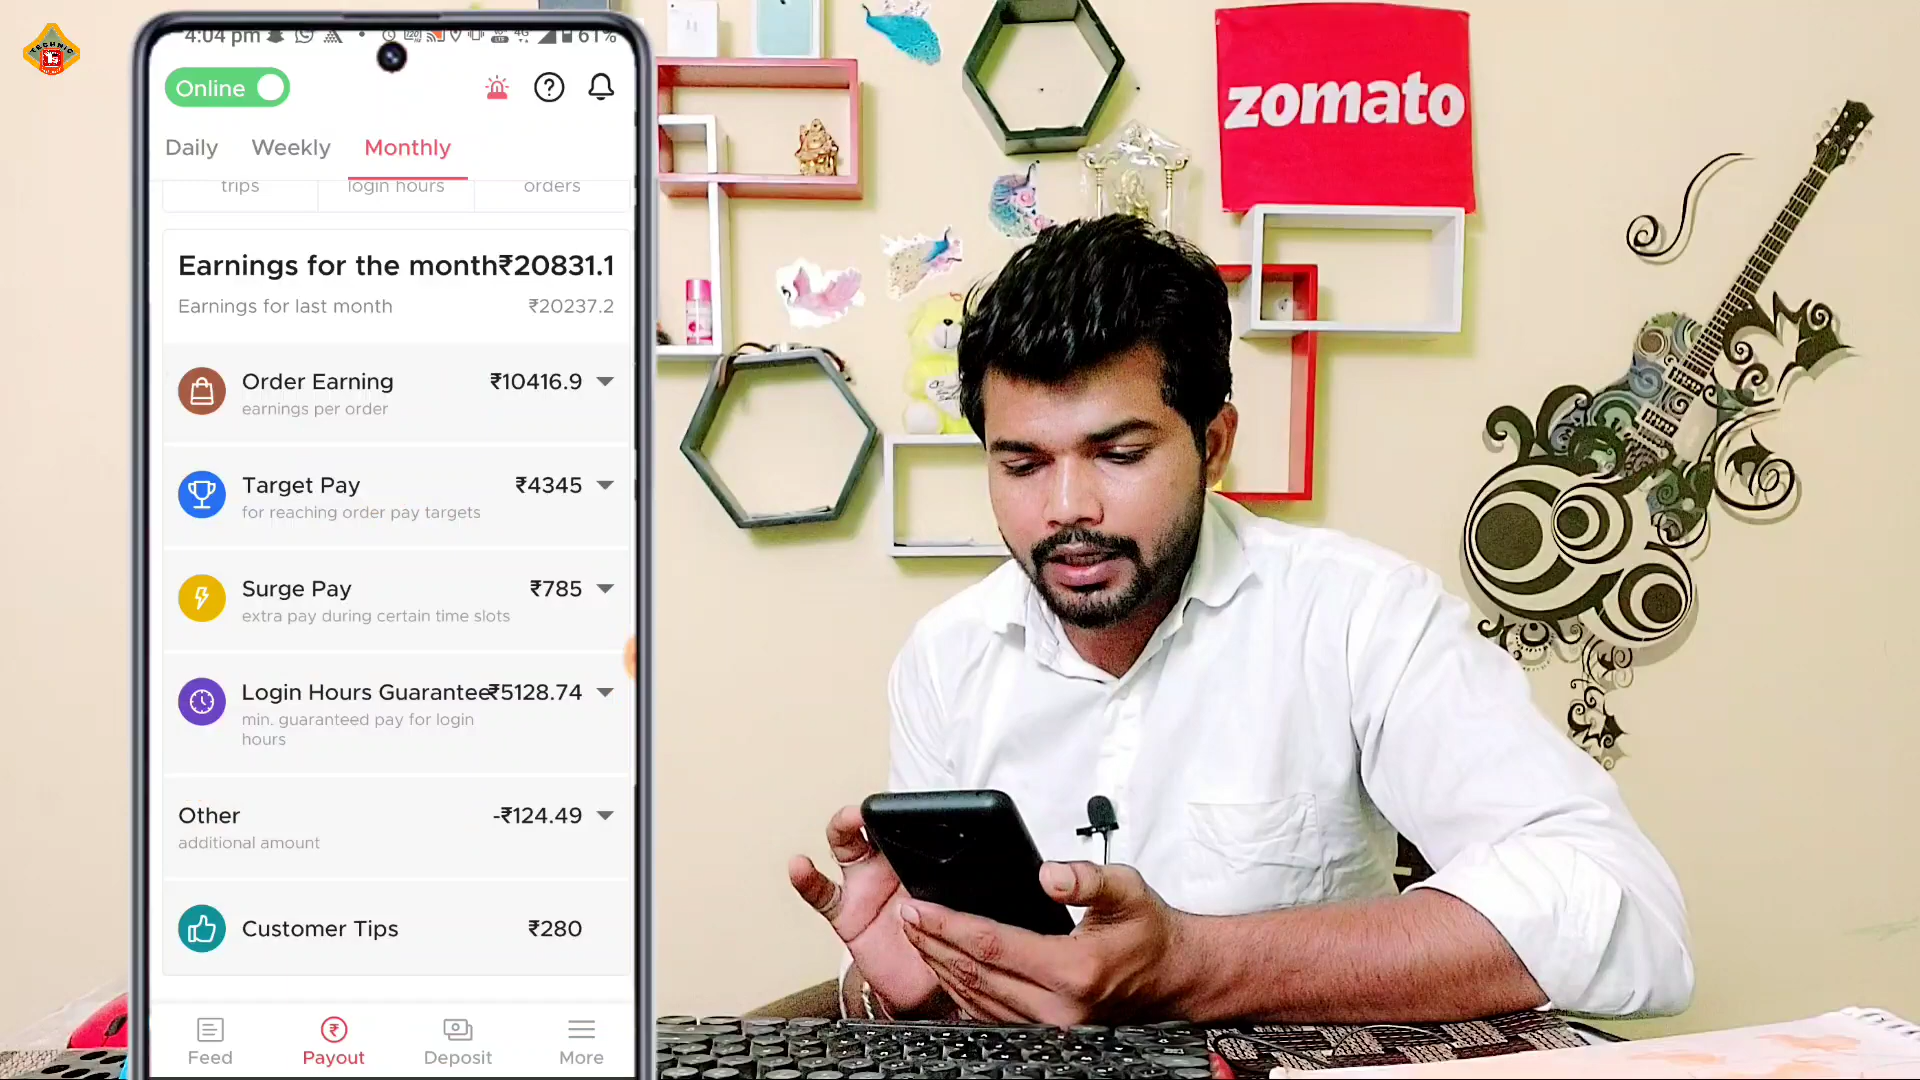 TECHNIC
4:04 pm
61%
Online
Daily Weekly Monthly
trips login hours orders
Earnings for the month₹20831.1
Earnings for last month ₹20237.2
Order Earning ₹10416.9
earnings per order
Target Pay ₹4345
for reaching order pay targets
Surge Pay ₹785
extra pay during certain time slots
Login Hours Guarantee₹5128.74
min. guaranteed pay for login
hours
Other -₹124.49
additional amount
Customer Tips ₹280
Feed Payout Deposit More
zomato